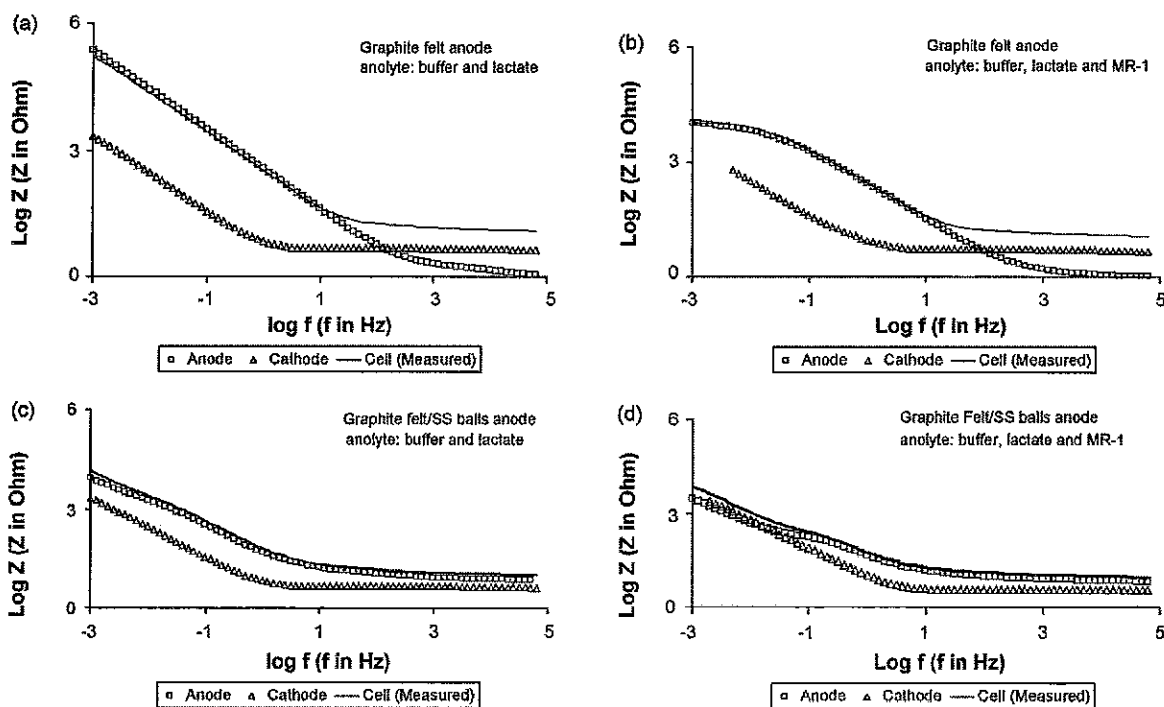 (a)
Graphite felt anode
anolyte: buffer and lactate
6
3
0
Log Z (Z in Ohm)
-3 -1 1 3 5
log f (f in Hz)
Anode Cathode Cell (Measured)
(b)
Graphite felt anode
anolyte: buffer, lactate and MR-1
6
3
0
Log Z (Z in Ohm)
-3 -1 1 3 5
Log f (f in Hz)
Anode Cathode Cell (Measured)
(c)
Graphite felt/SS balls anode
anolyte: buffer and lactate
6
3
0
Log Z (Z in Ohm)
-3 -1 1 3 5
log f (f in Hz)
Anode Cathode Cell (Measured)
(d)
Graphite Felt/SS balls anode
anolyte: buffer, lactate and MR-1
6
3
0
Log Z (Z in Ohm)
-3 -1 1 3 5
Log f (f in Hz)
Anode Cathode Cell (Measured)